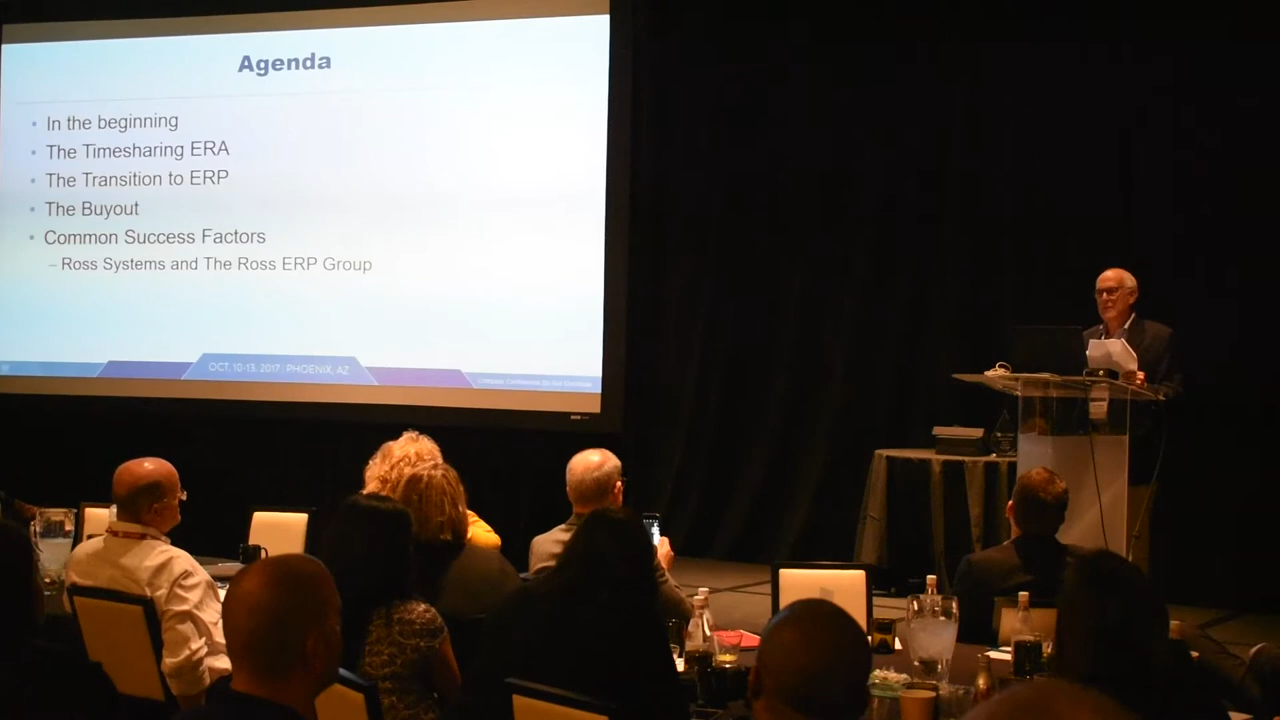 Agenda
In the beginning
The Timesharing ERA
The Transition to ERP
The Buyout
Common Success Factors
– Ross Systems and The Ross ERP Group
OCT. 10-13, 2017 | PHOENIX, AZ